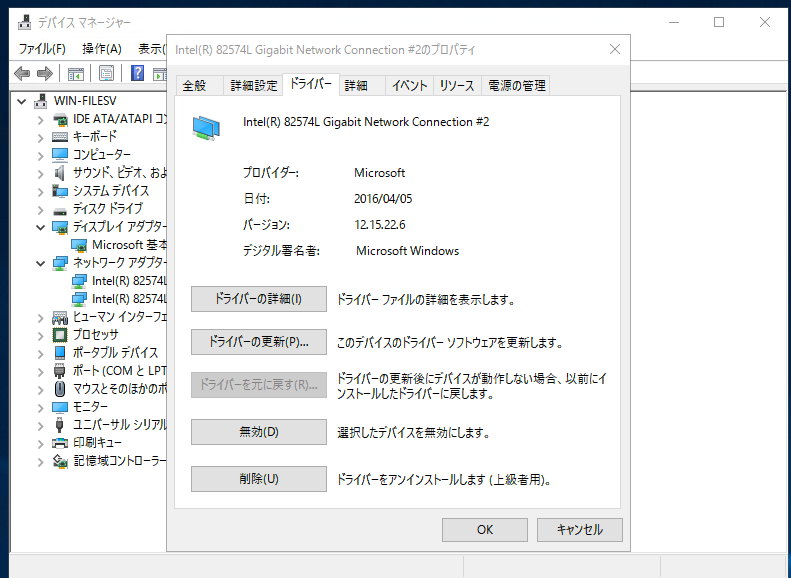 デバイス マネージャー
ファイル(F) 操作(A) 表示(
WIN-FILESV
IDE ATA/ATAPI コン
キーボード
コンピューター
サウンド、ビデオ、およ
システム デバイス
ディスク ドライブ
ディスプレイ アダプター
Microsoft 基本
ネットワーク アダプター
Intel(R) 82574L
Intel(R) 82574L
ヒューマン インターフェ
プロセッサ
ポータブル デバイス
ポート (COM と LPT
マウスとそのほかのポ
モニター
ユニバーサル シリアル
印刷キュー
記憶域コントローラー
Intel(R) 82574L Gigabit Network Connection #2のプロパティ
全般 詳細設定 ドライバー 詳細 イベント リソース 電源の管理
Intel(R) 82574L Gigabit Network Connection #2
プロバイダー: Microsoft
日付: 2016/04/05
バージョン: 12.15.22.6
デジタル署名者: Microsoft Windows
ドライバーの詳細(I) ドライバー ファイルの詳細を表示します。
ドライバーの更新(P)... このデバイスのドライバー ソフトウェアを更新します。
ドライバーを元に戻す(R)... ドライバーの更新後にデバイスが動作しない場合、以前にイ
ンストールしたドライバーに戻します。
無効(D) 選択したデバイスを無効にします。
削除(U) ドライバーをアンインストールします (上級者用)。
OK キャンセル